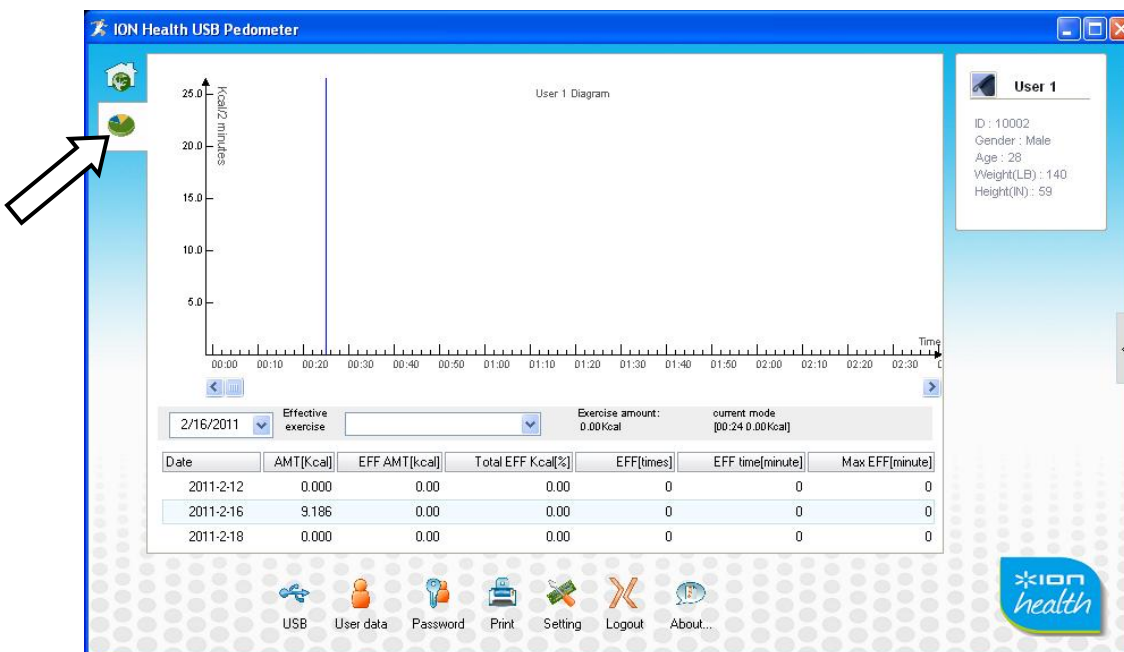 ION Health USB Pedometer
User 1 Diagram
Kcal/2 minutes
25.0
20.0
15.0
10.0
5.0
Time
00:00 00:10 00:20 00:30 00:40 00:50 01:00 01:10 01:20 01:30 01:40 01:50 02:00 02:10 02:20 02:30
User 1
ID : 10002
Gender : Male
Age : 28
Weight(LB) : 140
Height(IN) : 59
2/16/2011
Effective
exercise
Exercise amount:
0.00Kcal
current mode
[00:24 0.00Kcal]
Date AMT[Kcal] EFF AMT[kcal] Total EFF Kcal[%] EFF[times] EFF time[minute] Max EFF[minute]
2011-2-12 0.000 0.00 0.00 0 0 0
2011-2-16 9.186 0.00 0.00 0 0 0
2011-2-18 0.000 0.00 0.00 0 0 0
USB User data Password Print Setting Logout About...
ION
health